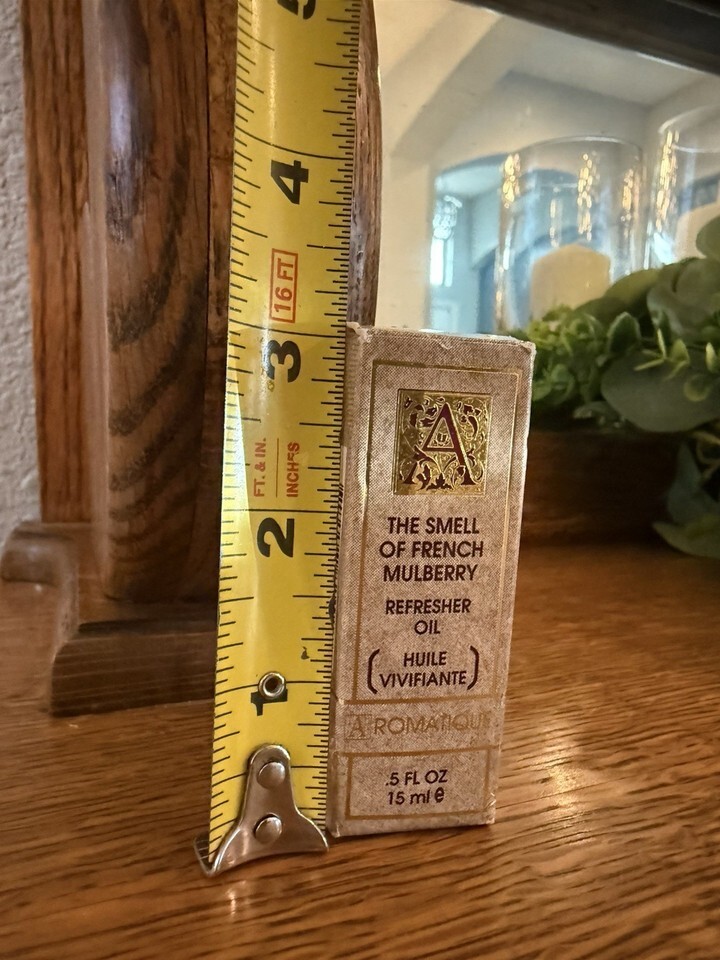 5
4
16 FT
3
FT. & IN.
INCHES
2
1
A
THE SMELL
OF FRENCH
MULBERRY
REFRESHER
OIL
(HUILE
VIVIFIANTE)
AROMATIQUE
.5 FL OZ
15 ml e